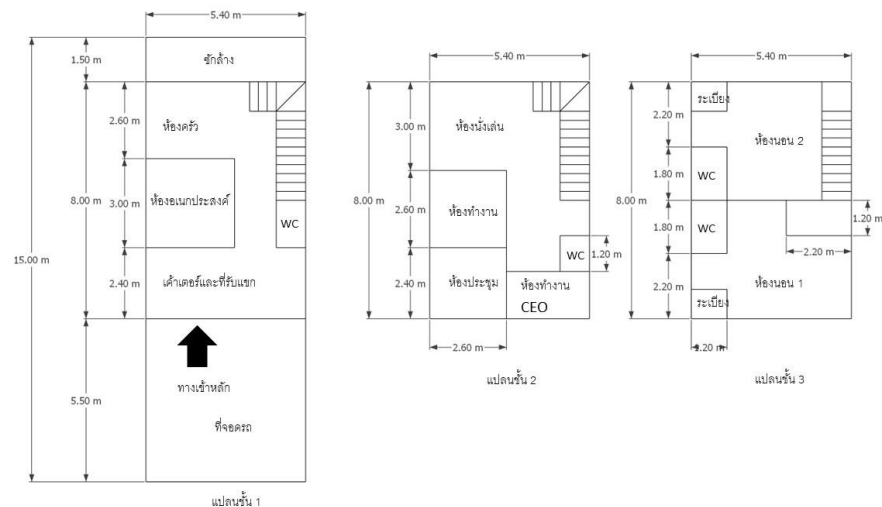 5.40 m
1.50 m
ซักล้าง
2.60 m
ห้องครัว
8.00 m
3.00 m
ห้องอเนกประสงค์
WC
15.00 m
2.40 m
เค้าเตอร์และที่รับแขก
ทางเข้าหลัก
5.50 m
ที่จอดรถ
แปลนชั้น 1
5.40 m
3.00 m
ห้องนั่งเล่น
8.00 m
2.60 m
ห้องทำงาน
WC
1.20 m
2.40 m
ห้องประชุม
ห้องทำงาน
CEO
2.60 m
แปลนชั้น 2
5.40 m
ระเบียง
2.20 m
ห้องนอน 2
1.80 m
WC
8.00 m
1.20 m
1.80 m
WC
2.20 m
2.20 m
ห้องนอน 1
ระเบียง
1.20 m
แปลนชั้น 3